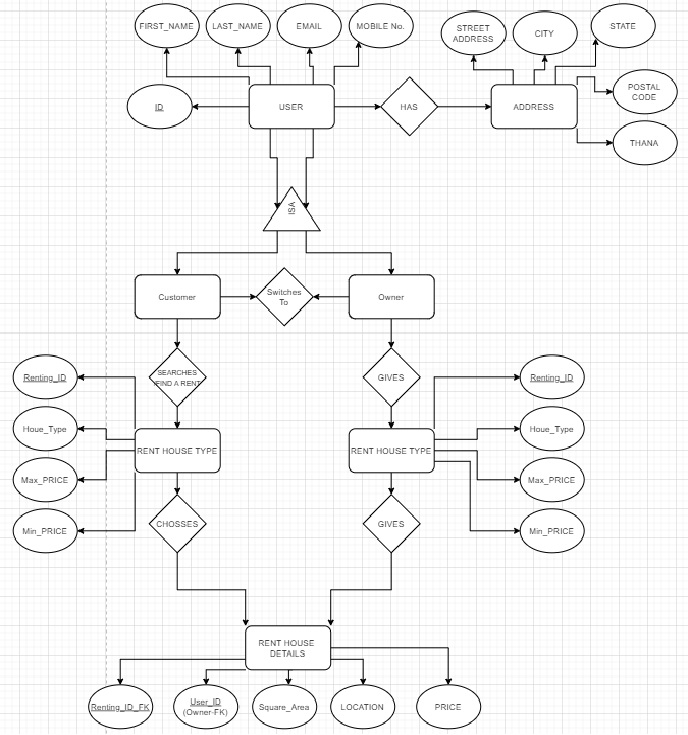 FIRST_NAME
LAST_NAME
EMAIL
MOBILE No.
STREET
ADDRESS
CITY
STATE
ID
USER
HAS
ADDRESS
POSTAL
CODE
THANA
ISA
Customer
Switches
To
Owner
Renting_ID
SEARCHES
FIND A RENT
GIVES
Renting_ID
Houe_Type
RENT HOUSE TYPE
RENT HOUSE TYPE
Houe_Type
Max_PRICE
Max_PRICE
Min_PRICE
CHOSSES
GIVES
Min_PRICE
RENT HOUSE
DETAILS
Renting_ID:_FK
User_ID
(Owner-FK)
Square_Area
LOCATION
PRICE